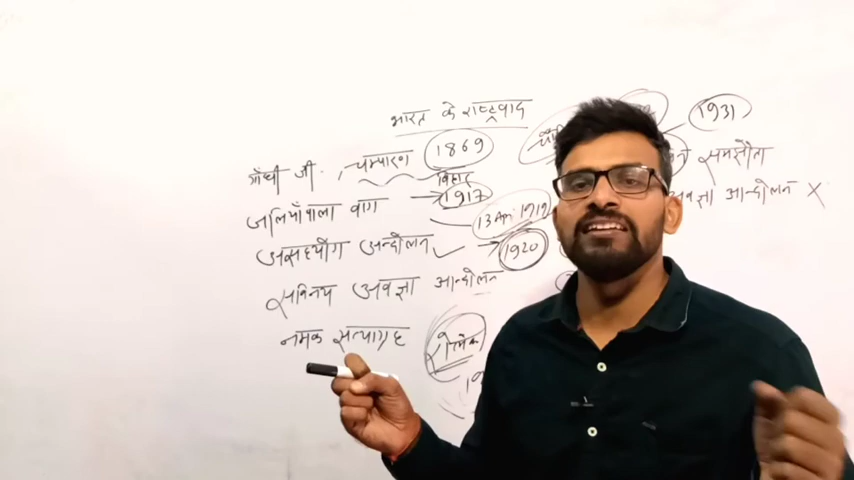 भारत के राष्ट्रवाद
1931
गाँधी जी. चम्पारण 1869
बिहार
समझौता
जलियाँवाला बाग 1917
13 Apr. 1919
अवज्ञा आन्दोलन X
असहयोग अन्दोलन ✓ 1920
सविनय अवज्ञा आन्दोलन
नमक सत्याग्रह